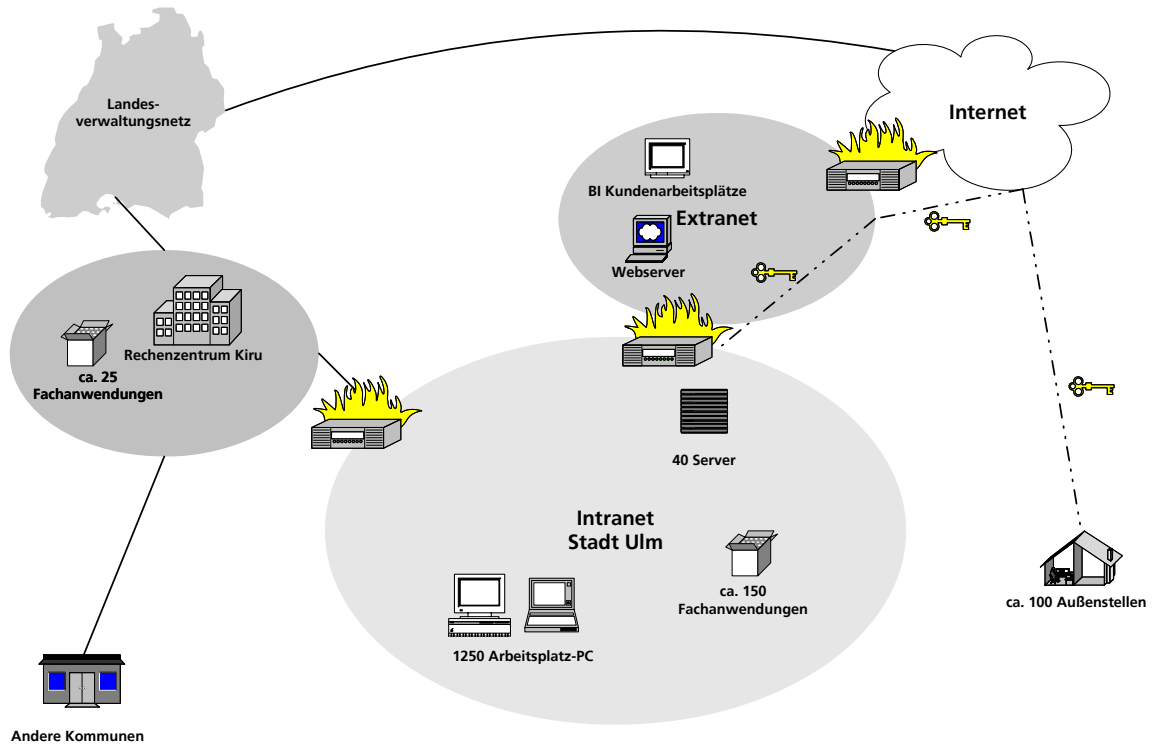 Landes-
verwaltungsnetz
Internet
BI Kundenarbeitsplätze
Extranet
Webserver
Rechenzentrum Kiru
ca. 25
Fachanwendungen
40 Server
Intranet
Stadt Ulm
ca. 150
Fachanwendungen
ca. 100 Außenstellen
1250 Arbeitsplatz-PC
Andere Kommunen